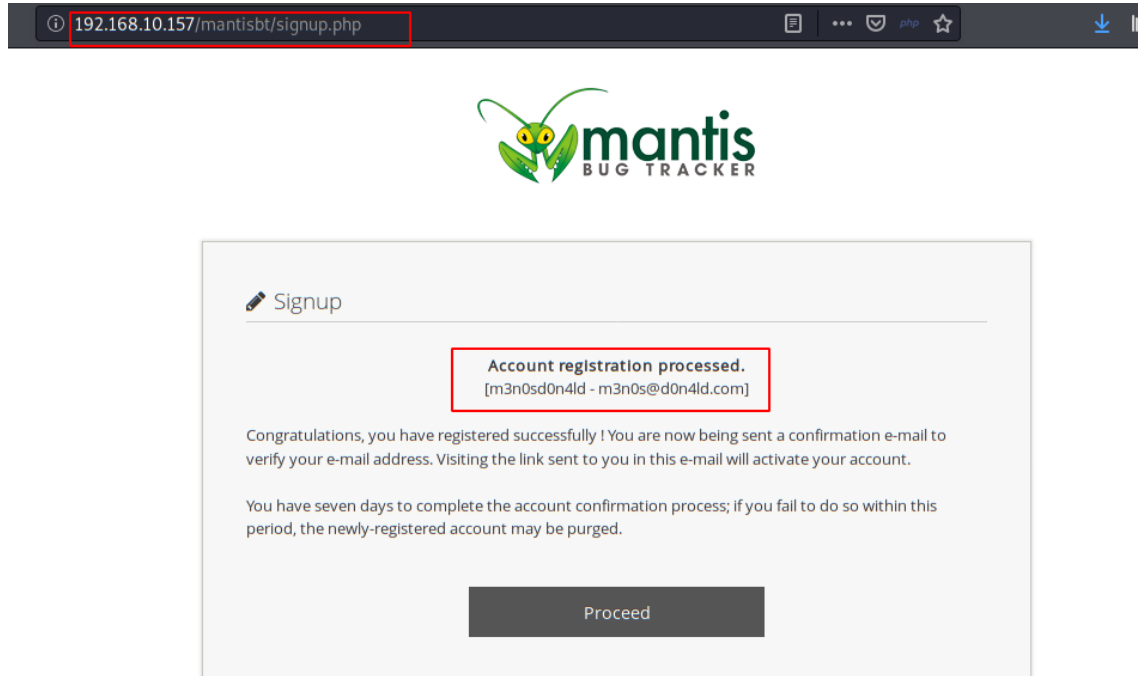 192.168.10.157/mantisbt/signup.php
php
mantis
BUG TRACKER
Signup
Account registration processed.
[m3n0sd0n4ld - m3n0s@d0n4ld.com]
Congratulations, you have registered successfully ! You are now being sent a confirmation e-mail to
verify your e-mail address. Visiting the link sent to you in this e-mail will activate your account.
You have seven days to complete the account confirmation process; if you fail to do so within this
period, the newly-registered account may be purged.
Proceed